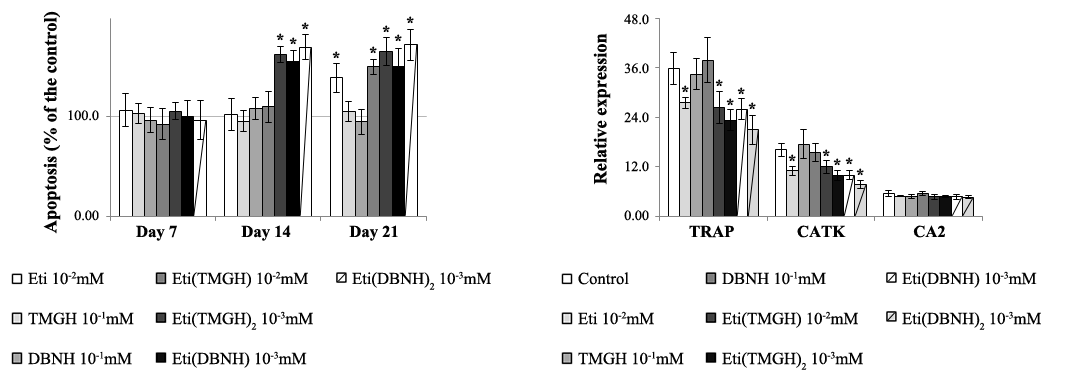 Apoptosis (% of the control)
100.0
0.00
* * * * * * * *
Day 7 Day 14 Day 21
Eti 10-2mM Eti(TMGH) 10-2mM Eti(DBNH)2 10-3mM
TMGH 10-1mM Eti(TMGH)2 10-3mM
DBNH 10-1mM Eti(DBNH) 10-3mM
Relative expression
48.0
36.0
24.0
12.0
0.00
* * * * * * * * * *
TRAP CATK CA2
Control DBNH 10-1mM Eti(DBNH) 10-3mM
Eti 10-2mM Eti(TMGH) 10-2mM Eti(DBNH)2 10-3mM
TMGH 10-1mM Eti(TMGH)2 10-3mM